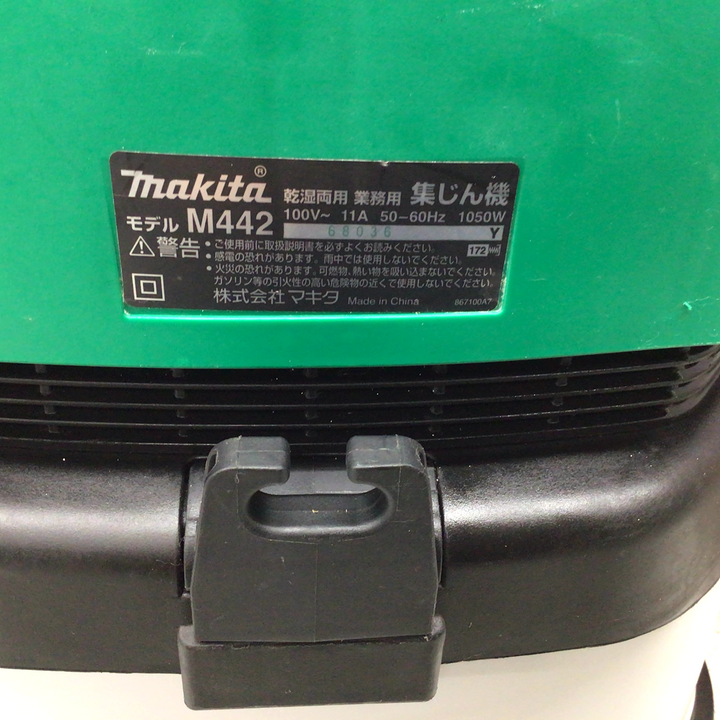 makita®
乾湿両用 業務用 集じん機
モデル M442
100V～ 11A 50-60Hz 1050W
68036 Y
⚠警告
・ご使用前に取扱説明書を必ずよくお読みください。
・感電の恐れがあります。雨中では使用しないでください。
172
・火災の恐れがあります。可燃物、熱い物を吸い込ませないでください。
ガソリン等の引火性の高い危険物の近くで使用しないでください。
株式会社 マキタ Made in China
867100A7